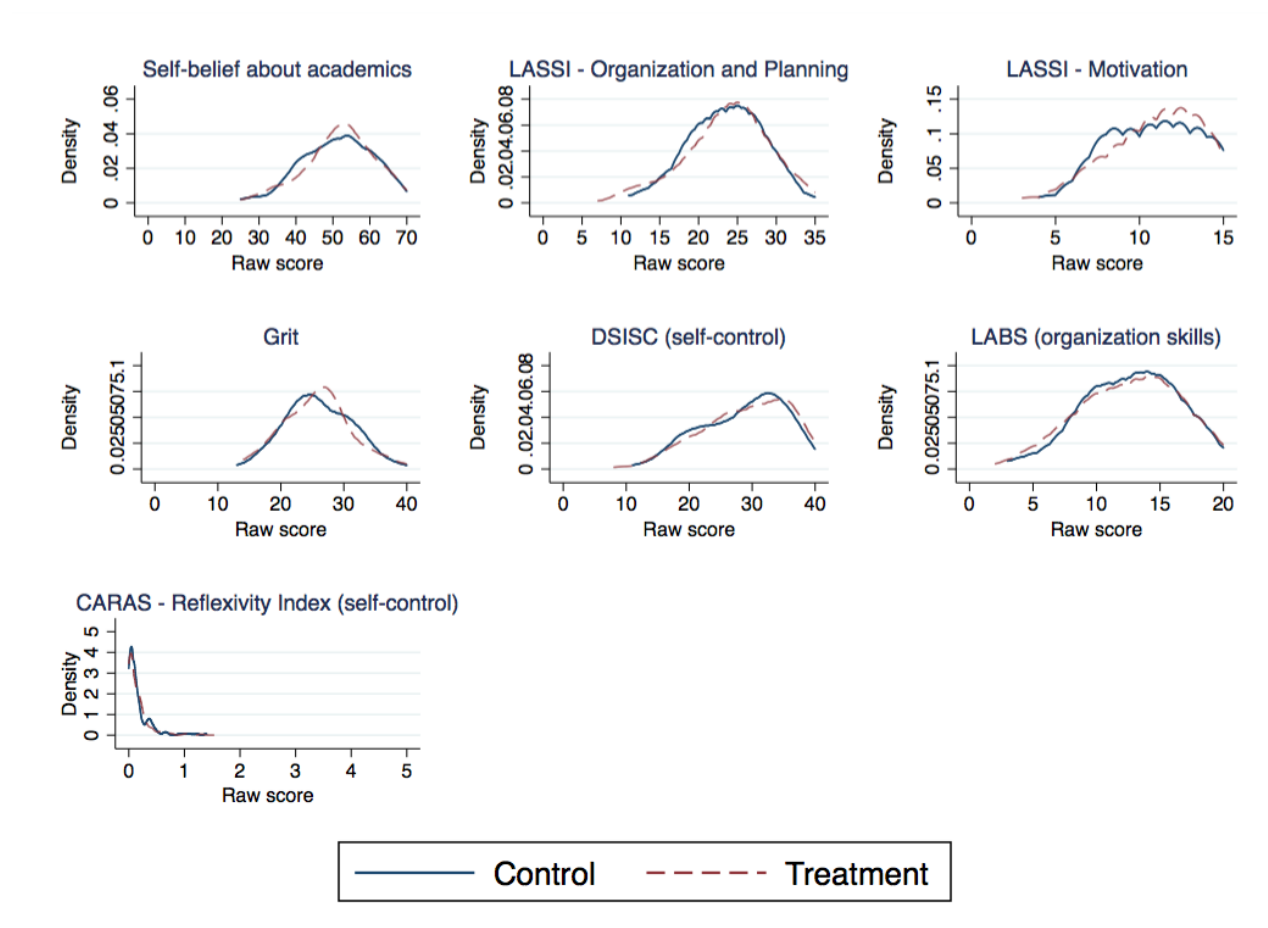 Self-belief about academics
Density
0 .02 .04 .06
0 10 20 30 40 50 60 70
Raw score
LASSI - Organization and Planning
Density
0 .02.04.06.08
0 5 10 15 20 25 30 35
Raw score
LASSI - Motivation
Density
0 .05 .1 .15
0 5 10 15
Raw score
Grit
Density
0.02505075.1
0 10 20 30 40
Raw score
DSISC (self-control)
Density
0 .02.04.06.08
0 10 20 30 40
Raw score
LABS (organization skills)
Density
0.02505075.1
0 5 10 15 20
Raw score
CARAS - Reflexivity Index (self-control)
Density
0 1 2 3 4 5
0 1 2 3 4 5
Raw score
Control Treatment